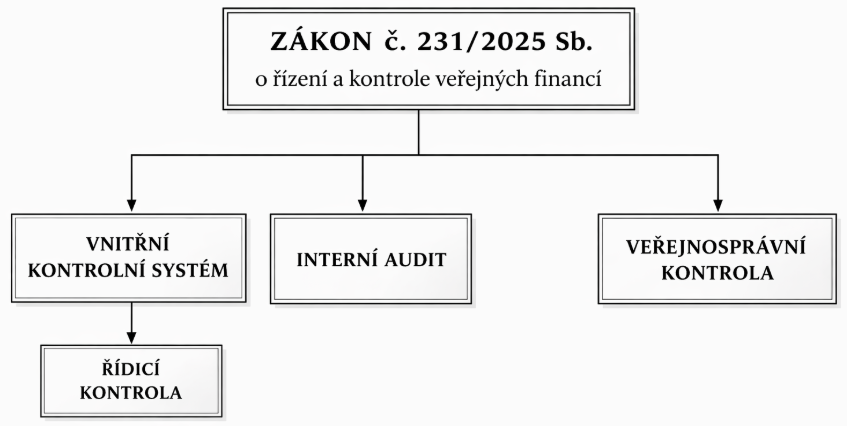 ZÁKON č. 231/2025 Sb.
o řízení a kontrole veřejných financí
VNITŘNÍ
KONTROLNÍ SYSTÉM
INTERNÍ AUDIT
VEŘEJNOSPRÁVNÍ
KONTROLA
ŘÍDICÍ
KONTROLA